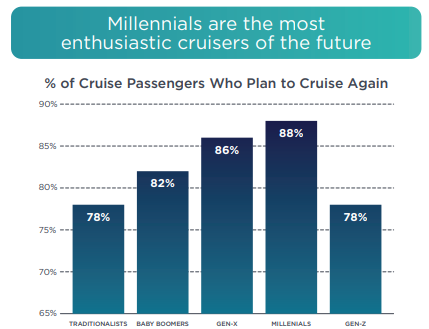 Millennials are the most
enthusiastic cruisers of the future
% of Cruise Passengers Who Plan to Cruise Again
90%
85%
80%
75%
70%
65%
78%
82%
86%
88%
78%
TRADITIONALISTS
BABY BOOMERS
GEN-X
MILLENIALS
GEN-Z